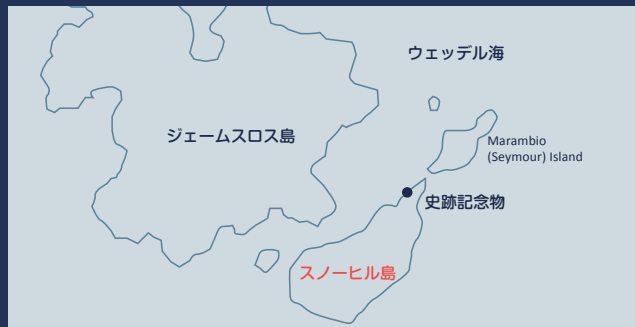 ウェッデル海
ジェームスロス島
Marambio
(Seymour) Island
史跡記念物
スノーヒル島